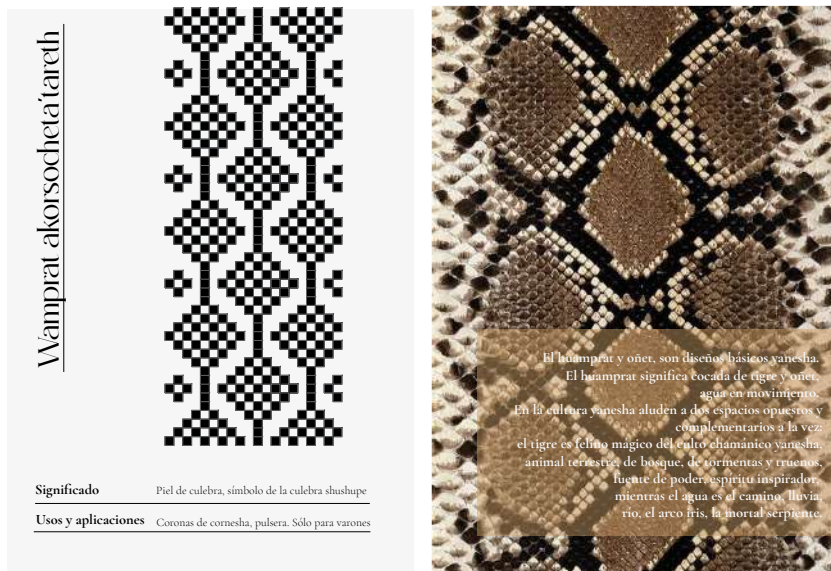 Wamprat akorsocheta'tareth
Significado
Piel de culebra, símbolo de la culebra shushupe
Usos y aplicaciones
Coronas de cornesha, pulsera. Sólo para varones
El huamprat y oñet, son diseños básicos yanesha.
El huamprat significa cocada de tigre y oñet,
agua en movimiento.
En la cultura yanesha aluden a dos espacios opuestos y
complementarios a la vez:
el tigre es felino mágico del culto chamánico yanesha,
animal terrestre, de bosque, de tormentas y truenos,
fuente de poder, espíritu inspirador,
mientras el agua es el camino, lluvia,
río, el arco iris, la mortal serpiente.